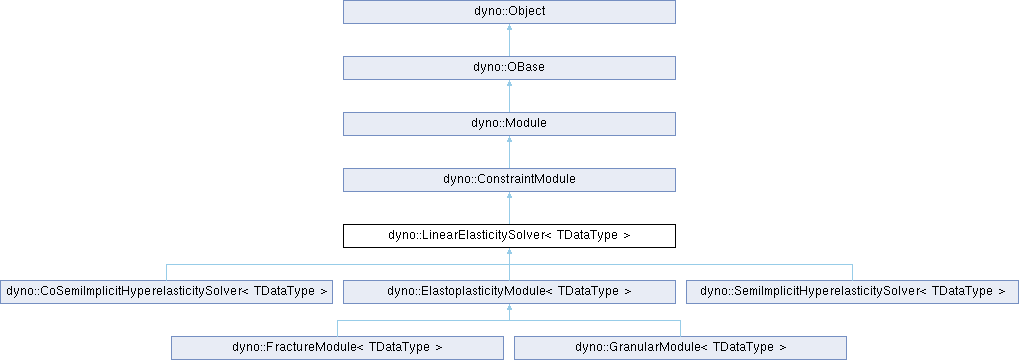 dyno::Object
dyno::OBase
dyno::Module
dyno::ConstraintModule
dyno::LinearElasticitySolver< TDataType >
dyno::CoSemiImplicitHyperelasticitySolver< TDataType >
dyno::ElastoplasticityModule< TDataType >
dyno::SemiImplicitHyperelasticitySolver< TDataType >
dyno::FractureModule< TDataType >
dyno::GranularModule< TDataType >